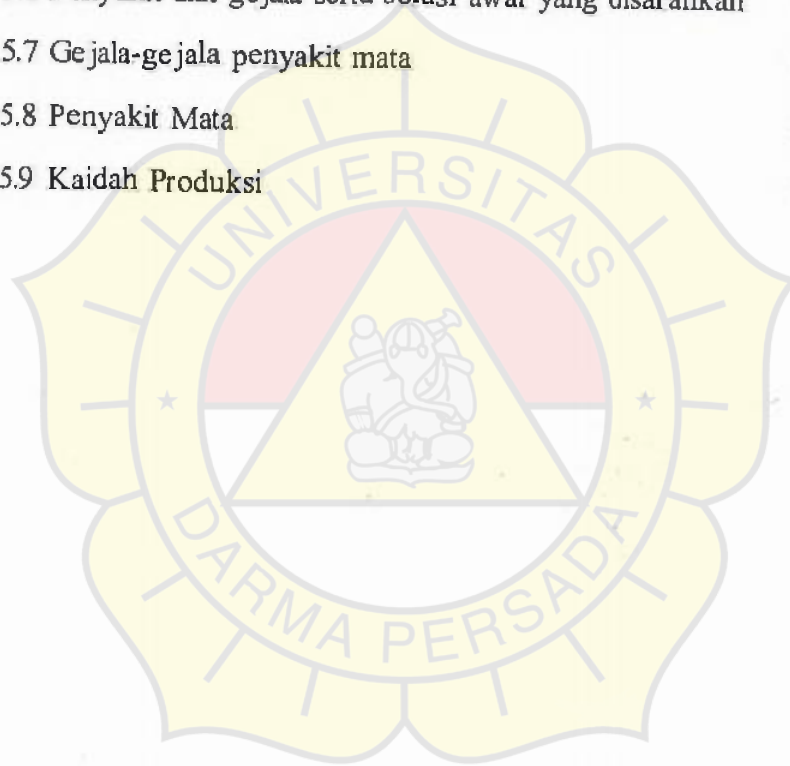 gejala serta solusi awal yang disarankan
5.7 Gejala-gejala penyakit mata
5.8 Penyakit Mata
5.9 Kaidah Produksi
UNIVERSITAS
DARMA PERSADA